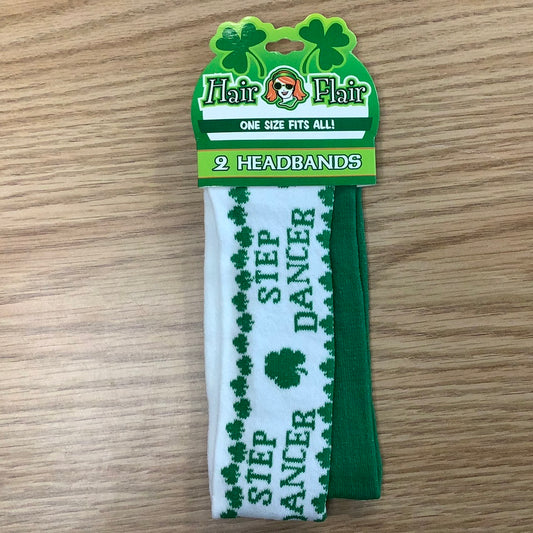 Hair Flair
ONE SIZE FITS ALL!
2 HEADBANDS
STEP
DANCER
STEP
DANCER